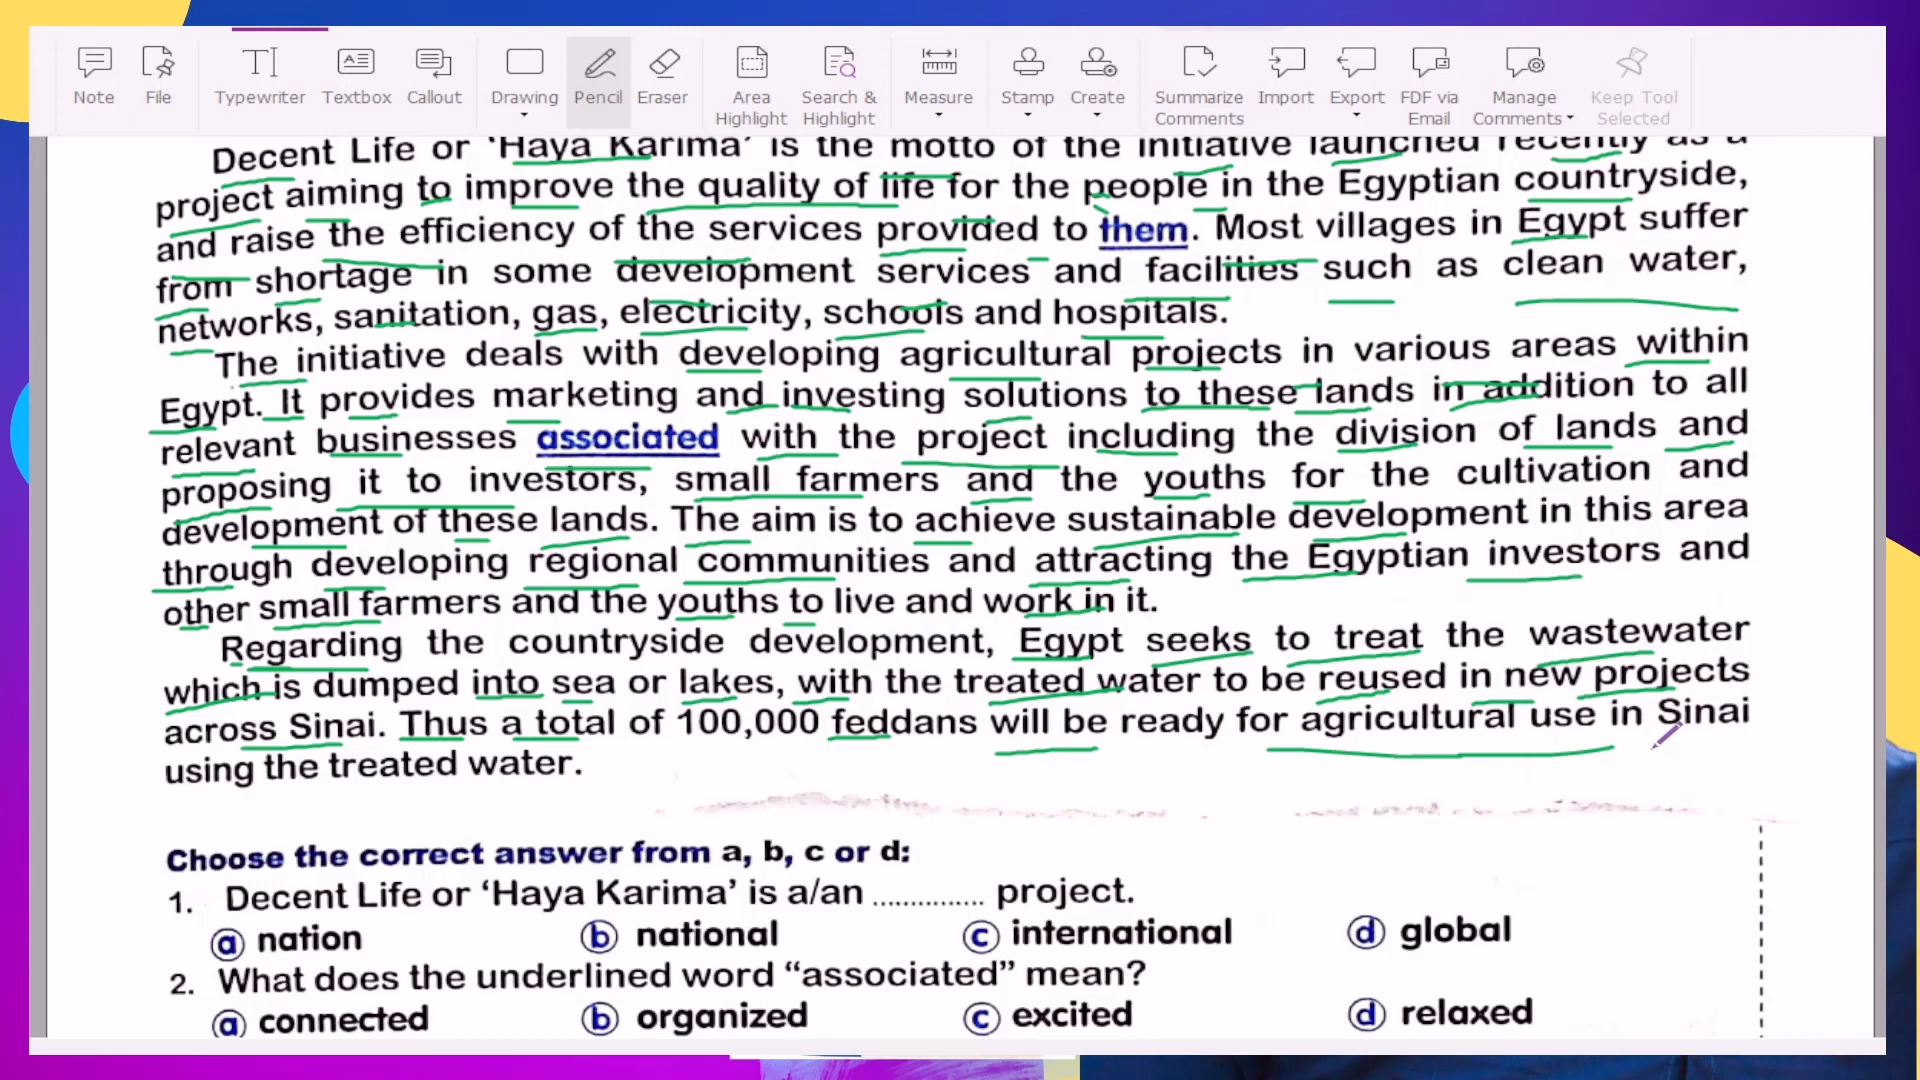 Note
File
Typewriter
Textbox
Callout
Drawing
Pencil
Eraser
Area Highlight
Search & Highlight
Measure
Stamp
Create
Summarize Comments
Import
Export
FDF via Email
Manage Comments
Keep Tool Selected
Decent Life or ‘Haya Karima’ is the motto of the initiative launched recently as a
project aiming to improve the quality of life for the people in the Egyptian countryside,
and raise the efficiency of the services provided to them. Most villages in Egypt suffer
from shortage in some development services and facilities such as clean water,
networks, sanitation, gas, electricity, schools and hospitals.
The initiative deals with developing agricultural projects in various areas within
Egypt. It provides marketing and investing solutions to these lands in addition to all
relevant businesses associated with the project including the division of lands and
proposing it to investors, small farmers and the youths for the cultivation and
development of these lands. The aim is to achieve sustainable development in this area
through developing regional communities and attracting the Egyptian investors and
other small farmers and the youths to live and work in it.
Regarding the countryside development, Egypt seeks to treat the wastewater
which is dumped into sea or lakes, with the treated water to be reused in new projects
across Sinai. Thus a total of 100,000 feddans will be ready for agricultural use in Sinai
using the treated water.
Choose the correct answer from a, b, c or d:
1. Decent Life or ‘Haya Karima’ is a/an .............. project.
a nation b national c international d global
2. What does the underlined word “associated” mean?
a connected b organized c excited d relaxed